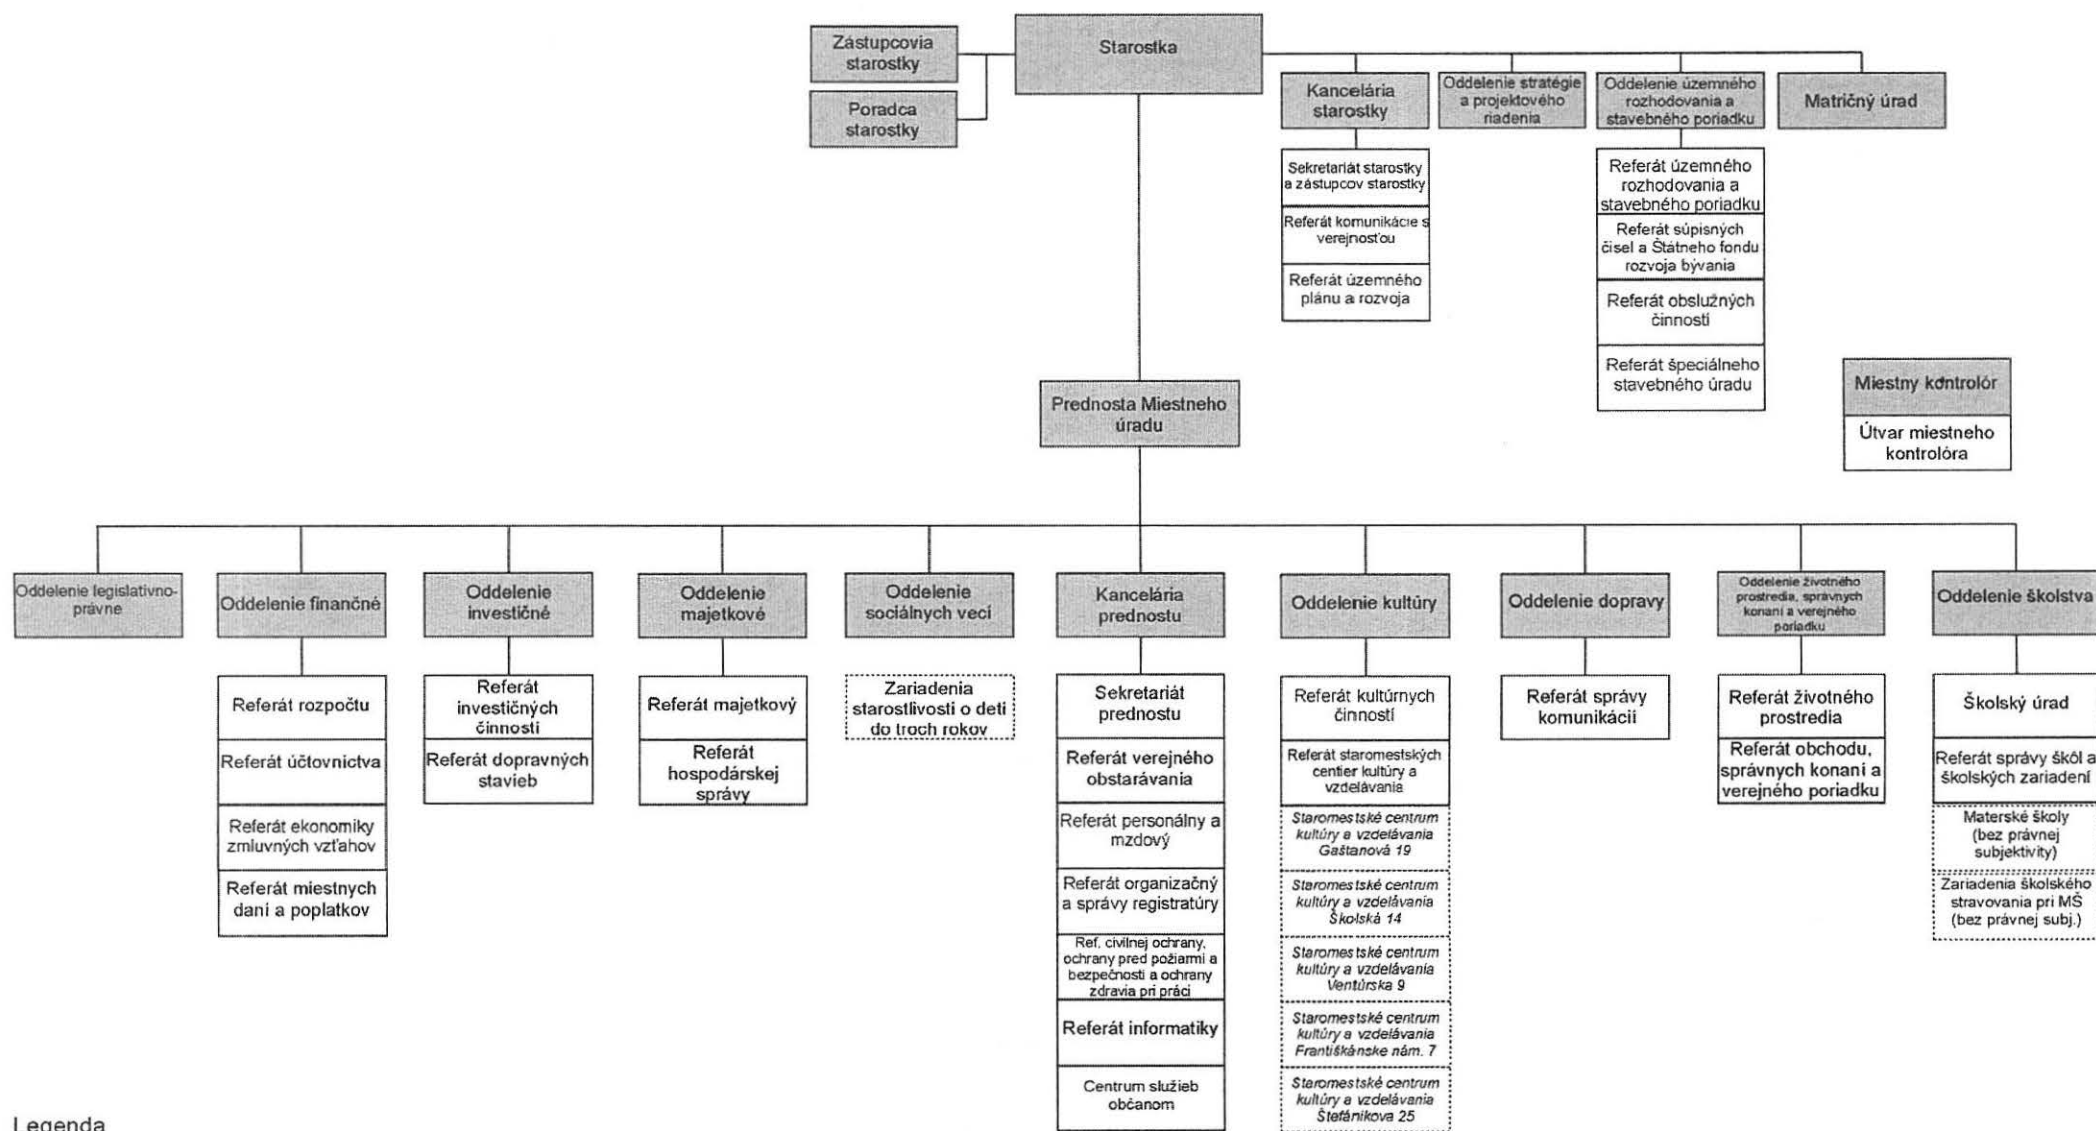 Zástupcovia
starostky
Poradca
starostky
Starostka
Kancelária
starostky
Oddelenie stratégie
a projektového
riadenia
Oddelenie územného
rozhodovania a
stavebného poriadku
Matričný úrad
Sekretariát starostky
a zástupcov starostky
Referát komunikácie s
verejnosťou
Referát územného
plánu a rozvoja
Referát územného
rozhodovania a
stavebného poriadku
Referát súpisných
čísel a Štátneho fondu
rozvoja bývania
Referát obslužných
činností
Referát špeciálneho
stavebného úradu
Miestny kontrolór
Útvar miestneho
kontrolóra
Prednosta Miestneho
úradu
Oddelenie legislatívno-
právne
Oddelenie finančné
Referát rozpočtu
Referát účtovnictva
Referát ekonomiky
zmluvných vzťahov
Referát miestnych
daní a poplatkov
Oddelenie
investičné
Referát
investičných
činností
Referát dopravných
stavieb
Oddelenie
majetkové
Referát majetkový
Referát
hospodárskej
správy
Oddelenie
sociálnych vecí
Zariadenia
starostlivosti o deti
do troch rokov
Kancelária
prednostu
Sekretariát
prednostu
Referát verejného
obstarávania
Referát personálny a
mzdový
Referát organizačný
a správy registratúry
Ref. civilnej ochrany,
ochrany pred požiarmi a
bezpečnosti a ochrany
zdravia pri práci
Referát informatiky
Centrum služieb
občanom
Oddelenie kultúry
Referát kultúrnych
činností
Referát staromestských
centier kultúry a
vzdelávania
Staromestské centrum
kultúry a vzdelávania
Gaštanová 19
Staromestské centrum
kultúry a vzdelávania
Školská 14
Staromestské centrum
kultúry a vzdelávania
Ventúrska 9
Staromestské centrum
kultúry a vzdelávania
Františkánske nám. 7
Staromestské centrum
kultúry a vzdelávania
Štefánikova 25
Oddelenie dopravy
Referát správy
komunikácií
Oddelenie životného
prostredia, správnych
konaní a verejného
poriadku
Referát životného
prostredia
Referát obchodu,
správnych konaní a
verejného poriadku
Oddelenie školstva
Školský úrad
Referát správy škôl a
školských zariadení
Materské školy
(bez právnej
subjektivity)
Zariadenia školského
stravovania pri MŠ
(bez právnej subj.)
Legenda